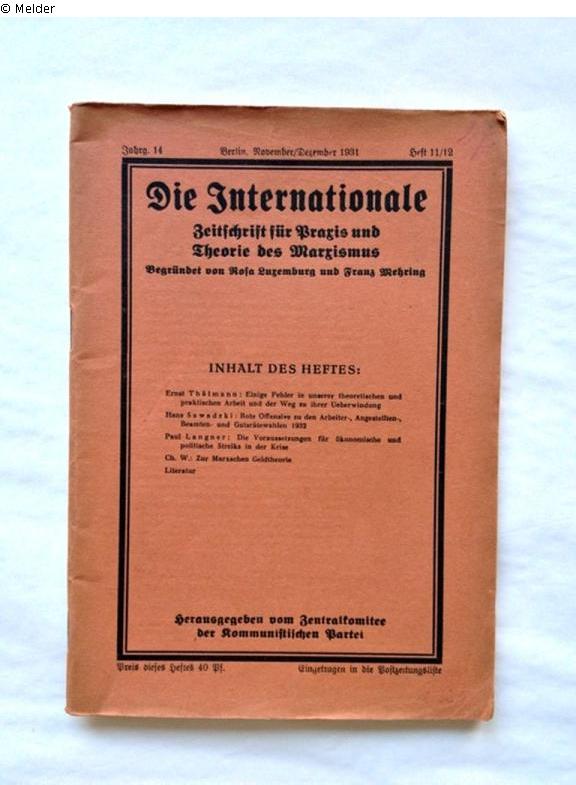 © Melder
Jahrg. 14 Berlin, November/Dezember 1931 Heft 11/12
Die Internationale
Zeitschrift für Praxis und
Theorie des Marxismus
Begründet von Rosa Luxemburg und Franz Mehring
INHALT DES HEFTES:
Ernst Thälmann: Einige Fehler in unserer theoretischen und
praktischen Arbeit und der Weg zu ihrer Ueberwindung
Hans Sawadzki: Rote Offensive zu den Arbeiter-, Angestellten-,
Beamten- und Gutsrätewahlen 1932
Paul Langner: Die Voraussetzungen für ökonomische und
politische Streiks in der Krise
Ch. W.: Zur Marxschen Geldtheorie
Literatur
Herausgegeben vom Zentralkomitee
der Kommunistischen Partei
Preis dieses Heftes 40 Pf. Eingetragen in die Postzeitungsliste